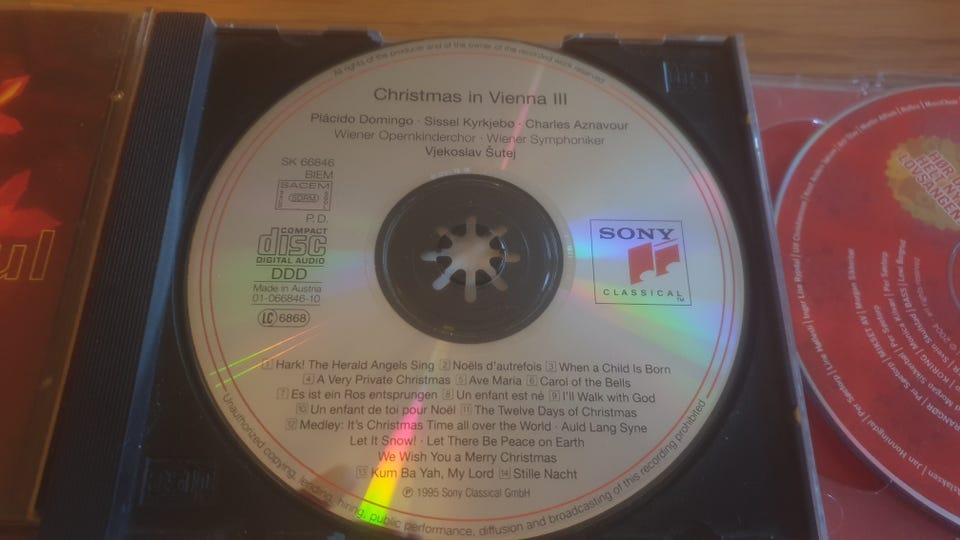 All rights of the producer and of the owner of the recorded work reserved
Christmas in Vienna III
Plácido Domingo · Sissel Kyrkjebø · Charles Aznavour
Wiener Opernkinderchor · Wiener Symphoniker
Vjekoslav Šutej
SK 66846
BIEM
SACEM
SDRM
P.D.
COMPACT
disc
DIGITAL AUDIO
DDD
Made in Austria
01-066846-10
LC 6868
SONY
CLASSICAL™
1 Hark! The Herald Angels Sing 2 Noëls d'autrefois 3 When a Child Is Born
4 A Very Private Christmas 5 Ave Maria 6 Carol of the Bells
7 Es ist ein Ros entsprungen 8 Un enfant est né 9 I'll Walk with God
10 Un enfant de toi pour Noël 11 The Twelve Days of Christmas
12 Medley: It's Christmas Time all over the World · Auld Lang Syne
Let It Snow! · Let There Be Peace on Earth
We Wish You a Merry Christmas
13 Kum Ba Yah, My Lord 14 Stille Nacht
℗ 1995 Sony Classical GmbH
Unauthorized copying, lending, hiring, public performance, diffusion and broadcasting of this recording prohibited
ul
LOVSANGEN
© 2004